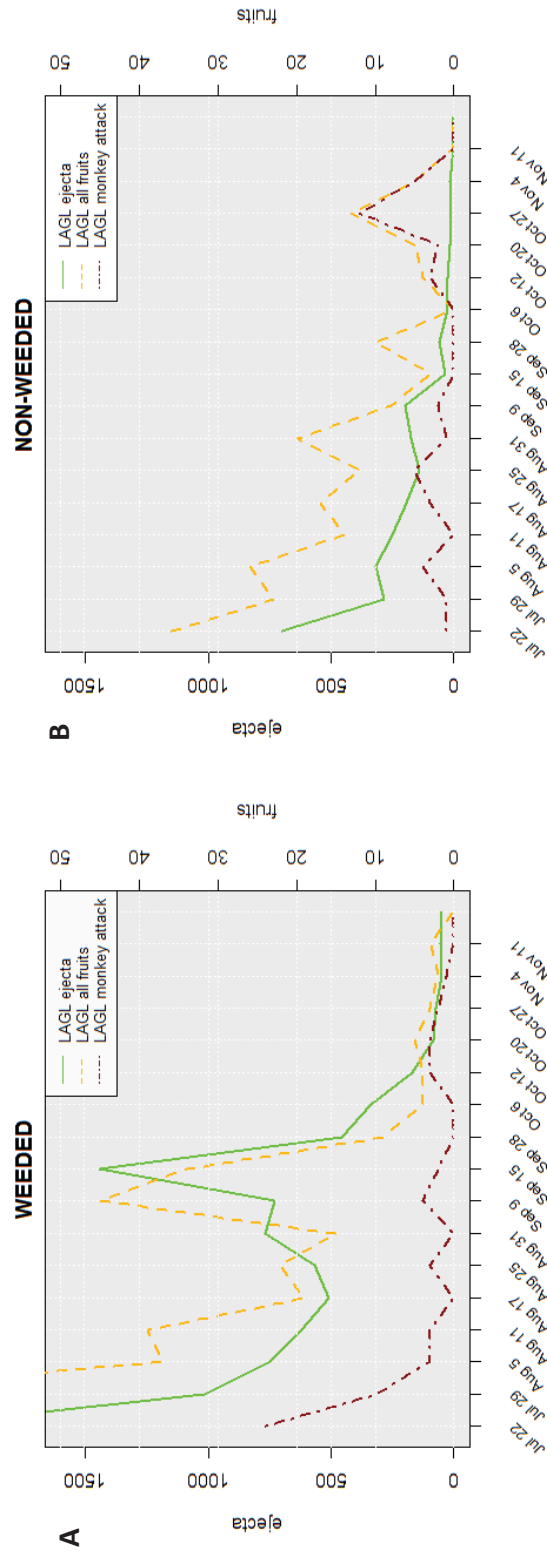 A
WEEDED
LAGL ejecta
LAGL all fruits
LAGL monkey attack
ejecta
0
500
1000
1500
fruits
0
10
20
30
40
50
Jul 22
Jul 29
Aug 5
Aug 11
Aug 17
Aug 25
Aug 31
Sep 9
Sep 15
Sep 28
Oct 6
Oct 12
Oct 20
Oct 27
Nov 4
Nov 11
B
NON-WEEDED
LAGL ejecta
LAGL all fruits
LAGL monkey attack
ejecta
0
500
1000
1500
fruits
0
10
20
30
40
50
Jul 22
Jul 29
Aug 5
Aug 11
Aug 17
Aug 25
Aug 31
Sep 9
Sep 15
Sep 28
Oct 6
Oct 12
Oct 20
Oct 27
Nov 4
Nov 11